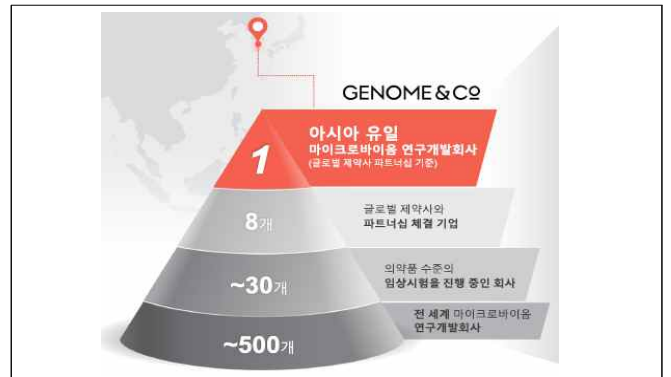 GENOME & CO
아시아 유일
마이크로바이옴 연구개발회사
(글로벌 제약사 파트너십 기준)
1
8개
글로벌 제약사와
파트너십 체결 기업
~30개
의약품 수준의
임상시험을 진행 중인 회사
~500개
전 세계 마이크로바이옴
연구개발회사